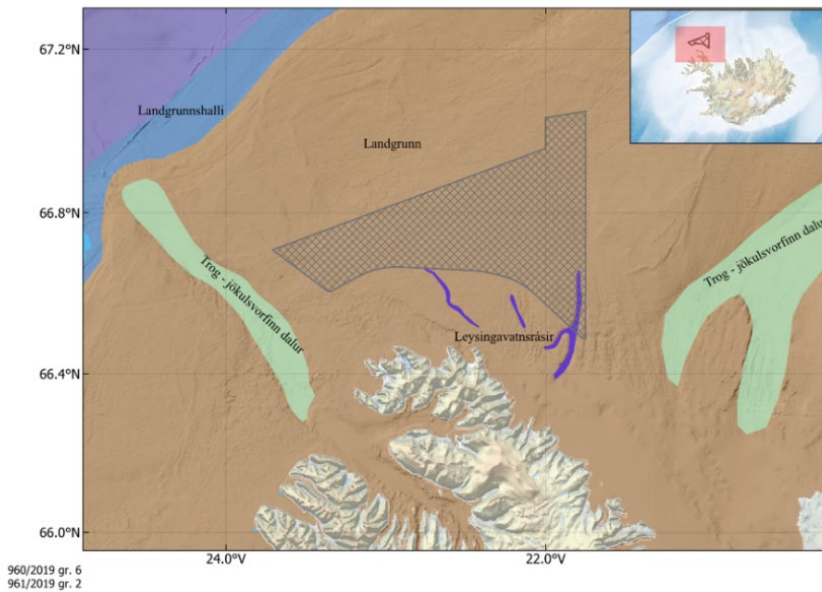 67.2°N
Landgrunnshalli
Landgrunn
66.8°N
Trog - jökulsvorfinn dalur
Trog - jökulsvorfinn dalur
Leysingavatnsrásir
66.4°N
66.0°N
24.0°V
22.0°V
960/2019 gr. 6
961/2019 gr. 2